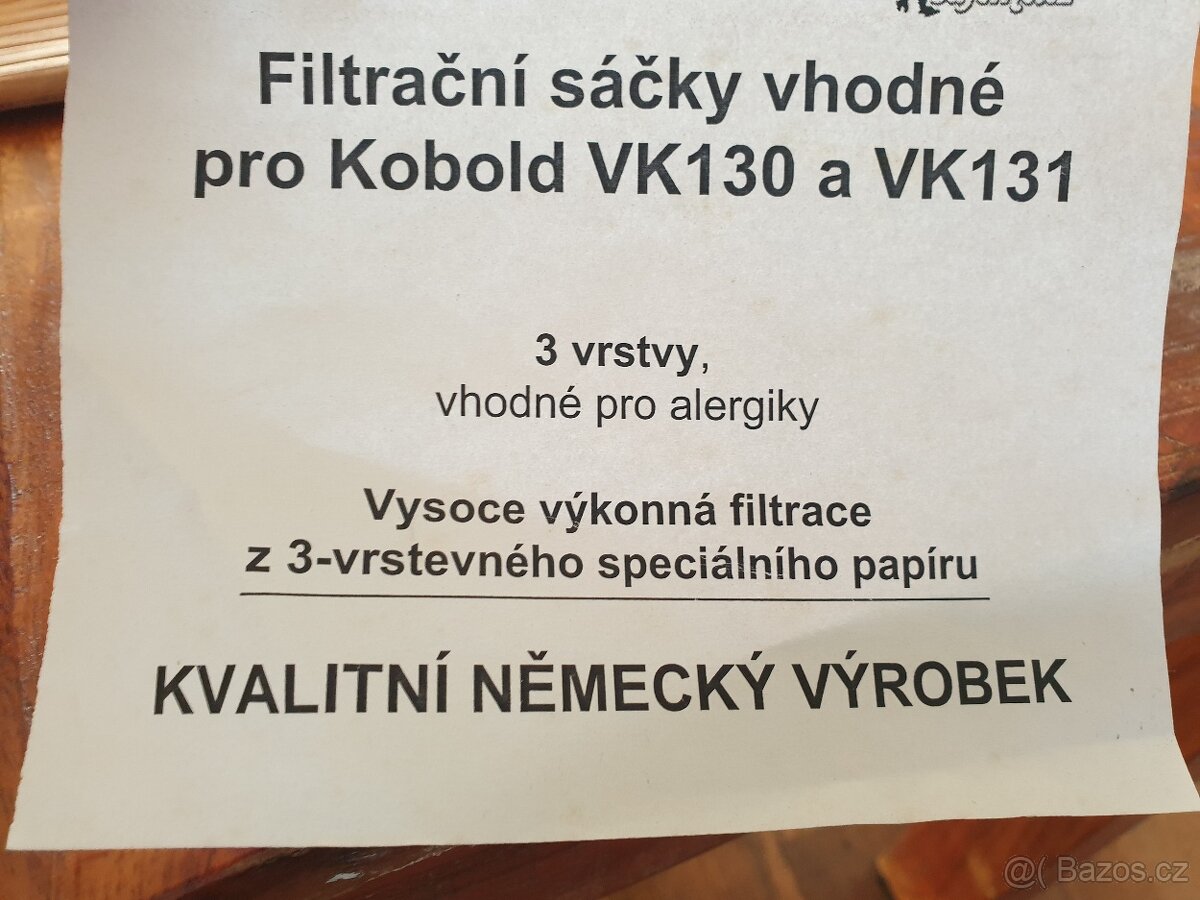 Filtrační sáčky vhodné
pro Kobold VK130 a VK131
3 vrstvy,
vhodné pro alergiky
Vysoce výkonná filtrace
z 3-vrstevného speciálního papíru
KVALITNÍ NĚMECKÝ VÝROBEK
@( Bazos.cz